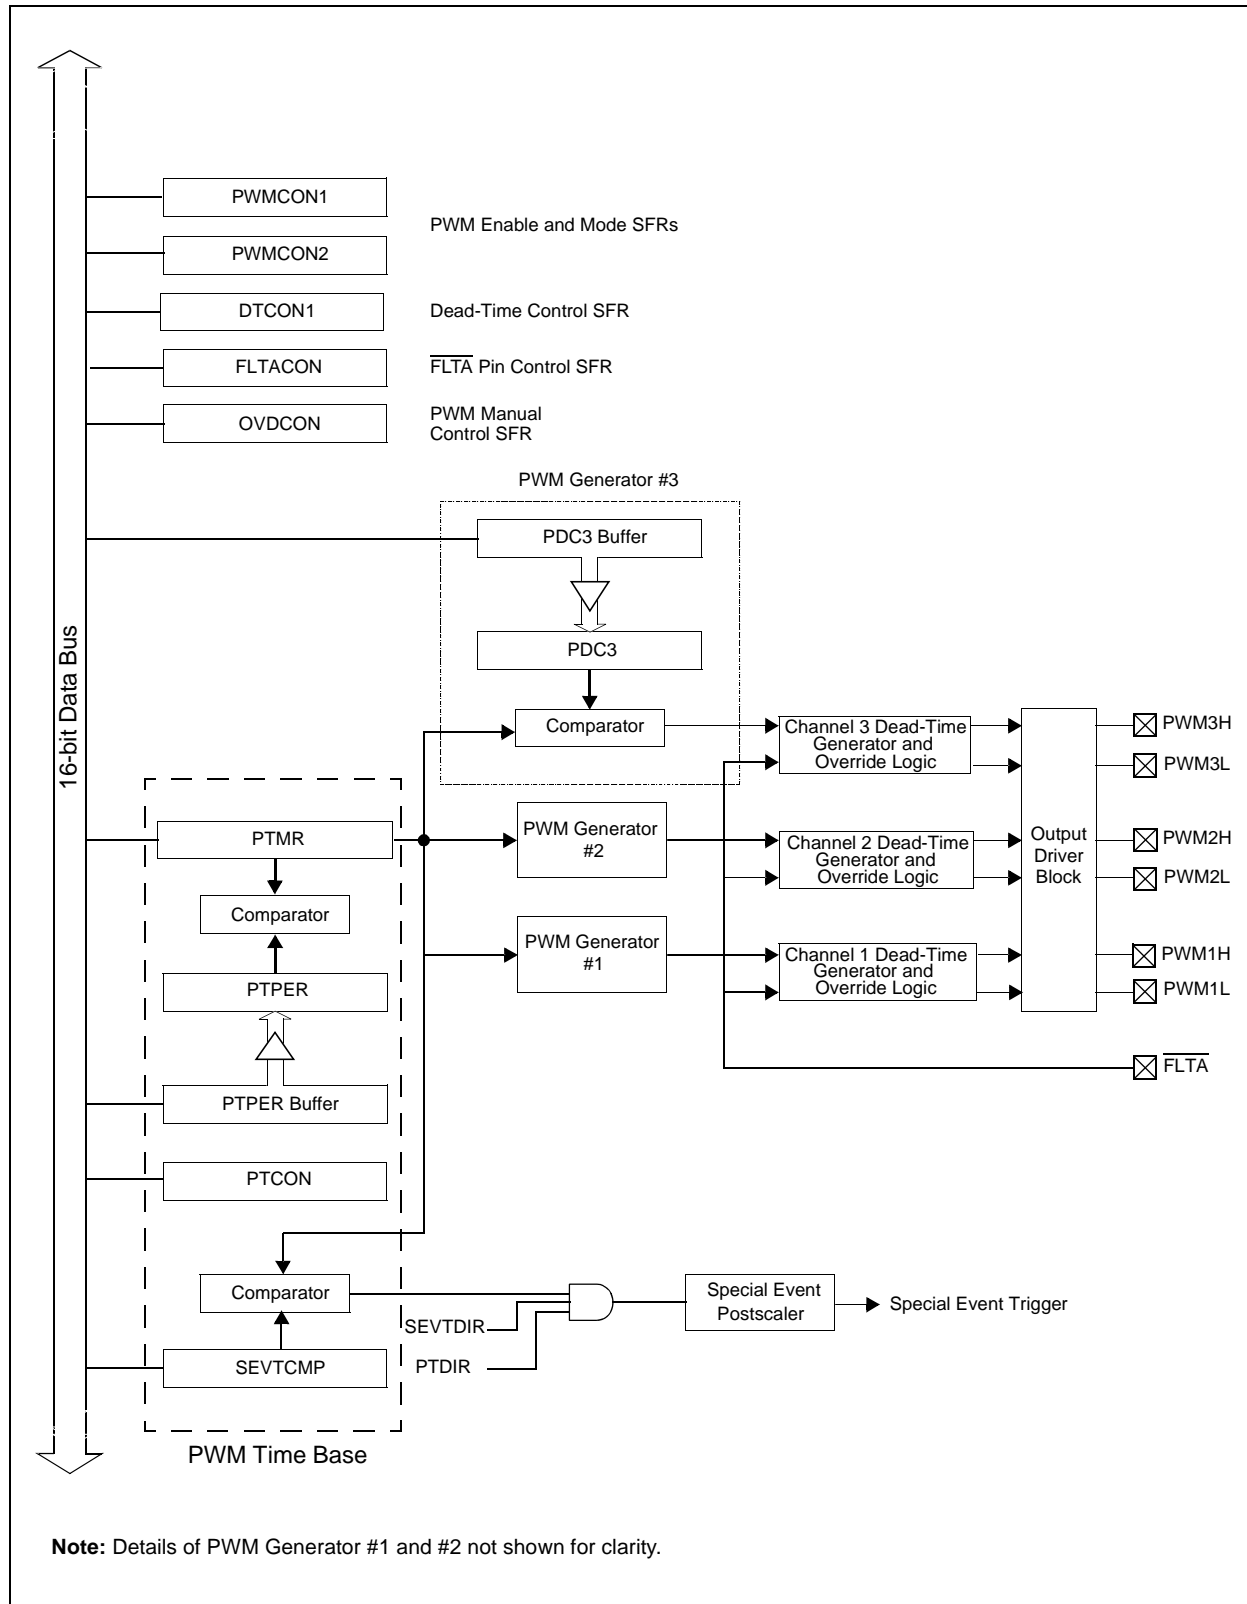 PWMCON1
PWM Enable and Mode SFRs
PWMCON2
DTCON1
Dead-Time Control SFR
FLTACON
FLTA Pin Control SFR
OVDCON
PWM Manual
Control SFR
PWM Generator #3
PDC3 Buffer
16-bit Data Bus
PDC3
Comparator
Channel 3 Dead-Time
Generator and
Override Logic
PWM3H
PWM3L
PTMR
PWM Generator
#2
Channel 2 Dead-Time
Generator and
Override Logic
Output
Driver
Block
PWM2H
PWM2L
Comparator
PWM Generator
#1
Channel 1 Dead-Time
Generator and
Override Logic
PWM1H
PWM1L
PTPER
FLTA
PTPER Buffer
PTCON
Comparator
SEVTDIR
PTDIR
Special Event
Postscaler
Special Event Trigger
SEVTCMP
PWM Time Base
Note: Details of PWM Generator #1 and #2 not shown for clarity.